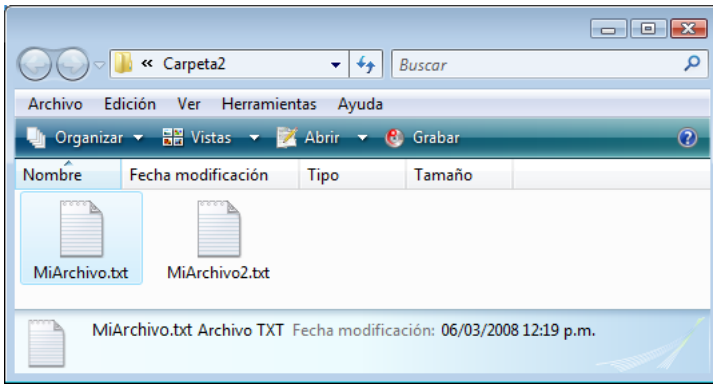 « Carpeta2 Buscar
Archivo Edición Ver Herramientas Ayuda
Organizar Vistas Abrir Grabar
Nombre Fecha modificación Tipo Tamaño
MiArchivo.txt MiArchivo2.txt
MiArchivo.txt Archivo TXT Fecha modificación: 06/03/2008 12:19 p.m.